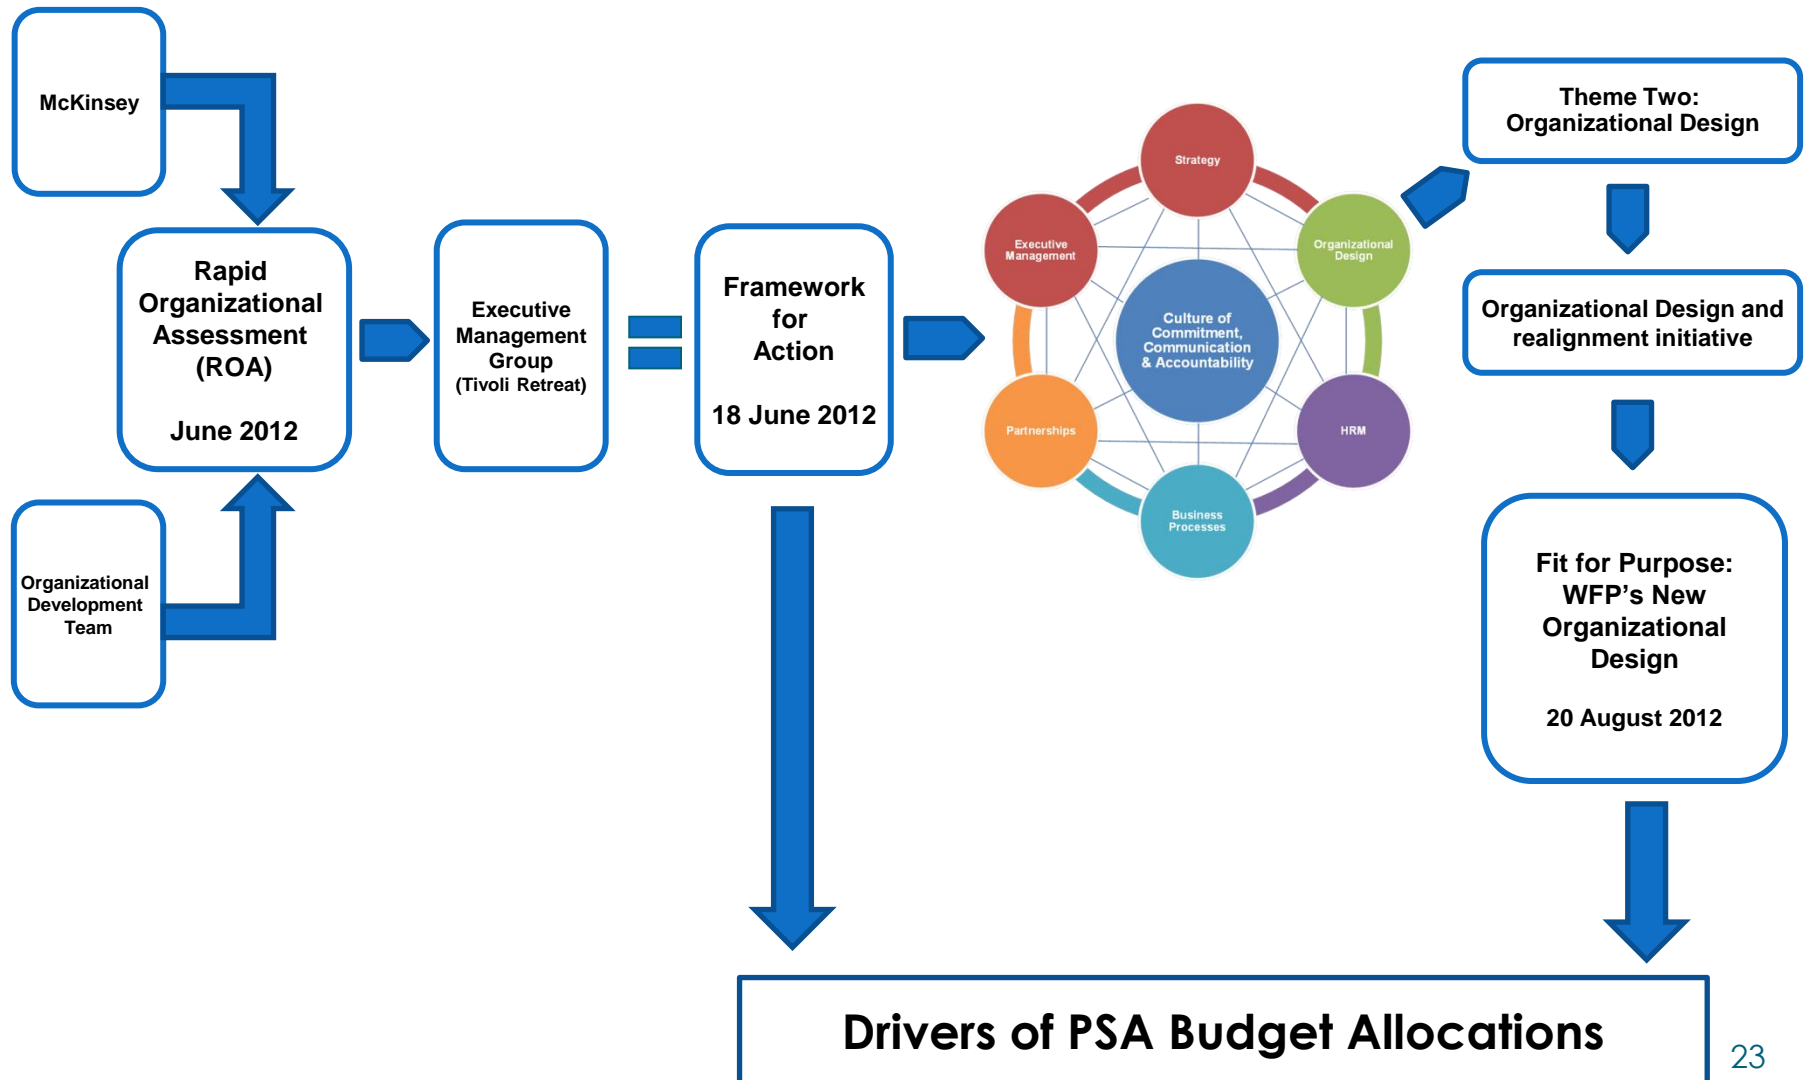 McKinsey
Rapid
Organizational
Assessment
(ROA)
June 2012
Organizational
Development
Team
Executive
Management
Group
(Tivoli Retreat)
Framework
for
Action
18 June 2012
Strategy
Executive
Management
Organizational
Design
Culture of
Commitment,
Communication
& Accountability
Partnerships
HRM
Business
Processes
Theme Two:
Organizational Design
Organizational Design and
realignment initiative
Fit for Purpose:
WFP’s New
Organizational
Design
20 August 2012
Drivers of PSA Budget Allocations
23